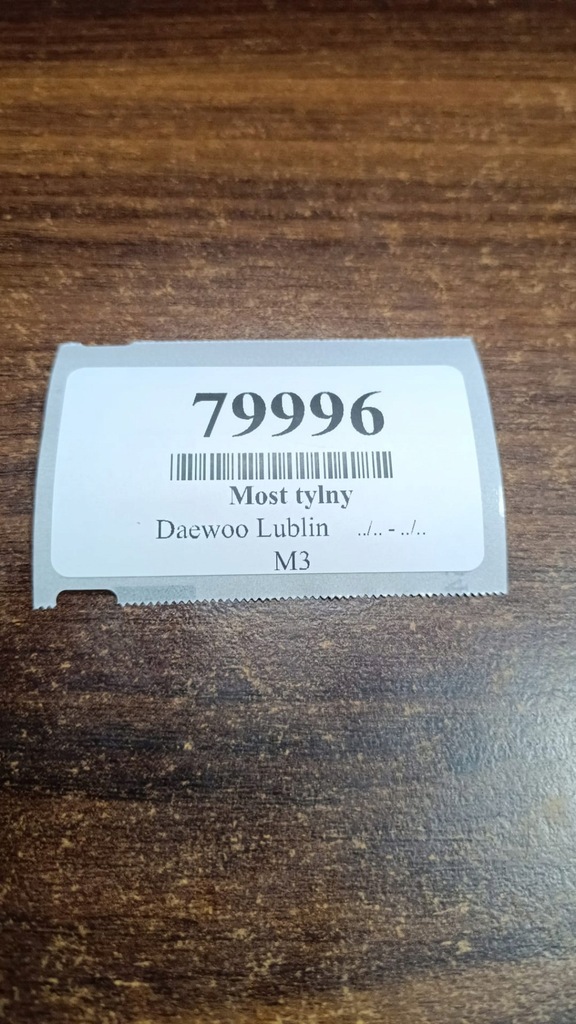 79996
Most tylny
Daewoo Lublin ../.. - ../..
M3